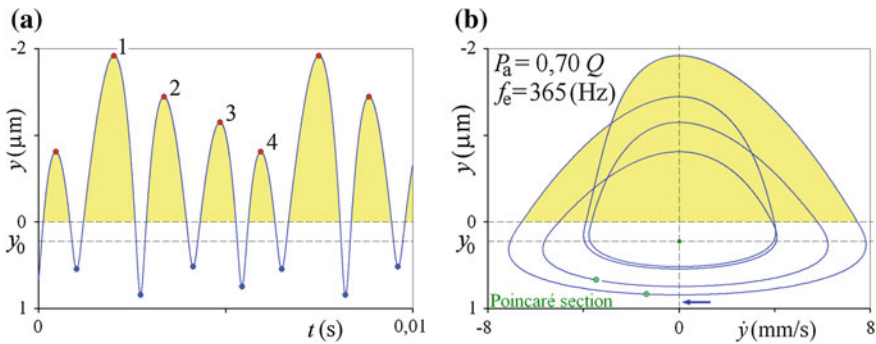 (a)
-2
y (μm)
0
y₀
1
1
2
3
4
0
t (s)
0,01
(b)
-2
Pₐ = 0,70 Q
fₑ = 365 (Hz)
y (μm)
0
y₀
1
Poincaré section
-8
0
ẏ (mm/s)
8